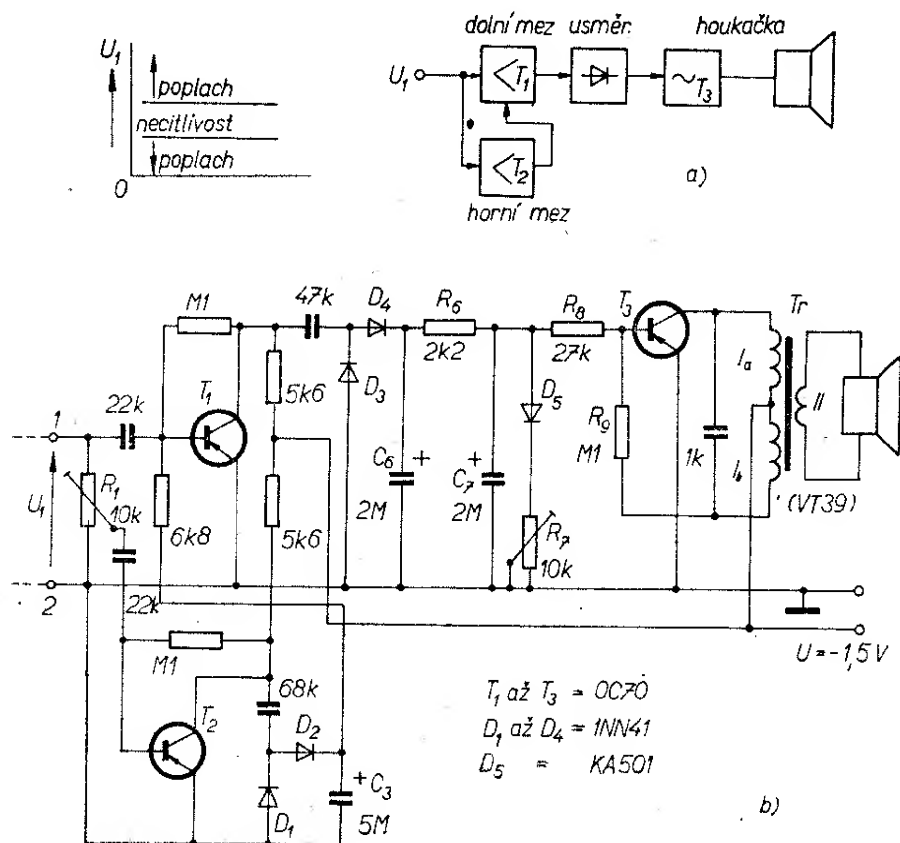 U₁
poplach
necitlivost
poplach
0
dolní mez
usměr.
houkačka
U₁
T₁
~T₃
T₂
horní mez
a)
M1
47k
D₄
R₆
2k2
R₈
27k
T₃
Tr
Iₐ
II
I_b
(VT39)
22k
T₁
5k6
D₃
D₅
R₉
M1
1k
1
U₁
R₁
10k
6k8
5k6
C₆
+
2M
C₇
+
2M
R₇
10k
2
22k
M1
68k
U = -1,5 V
T₂
D₂
+
C₃
5M
D₁
T₁ až T₃ = OC70
D₁ až D₄ = 1NN41
D₅ = KA501
b)